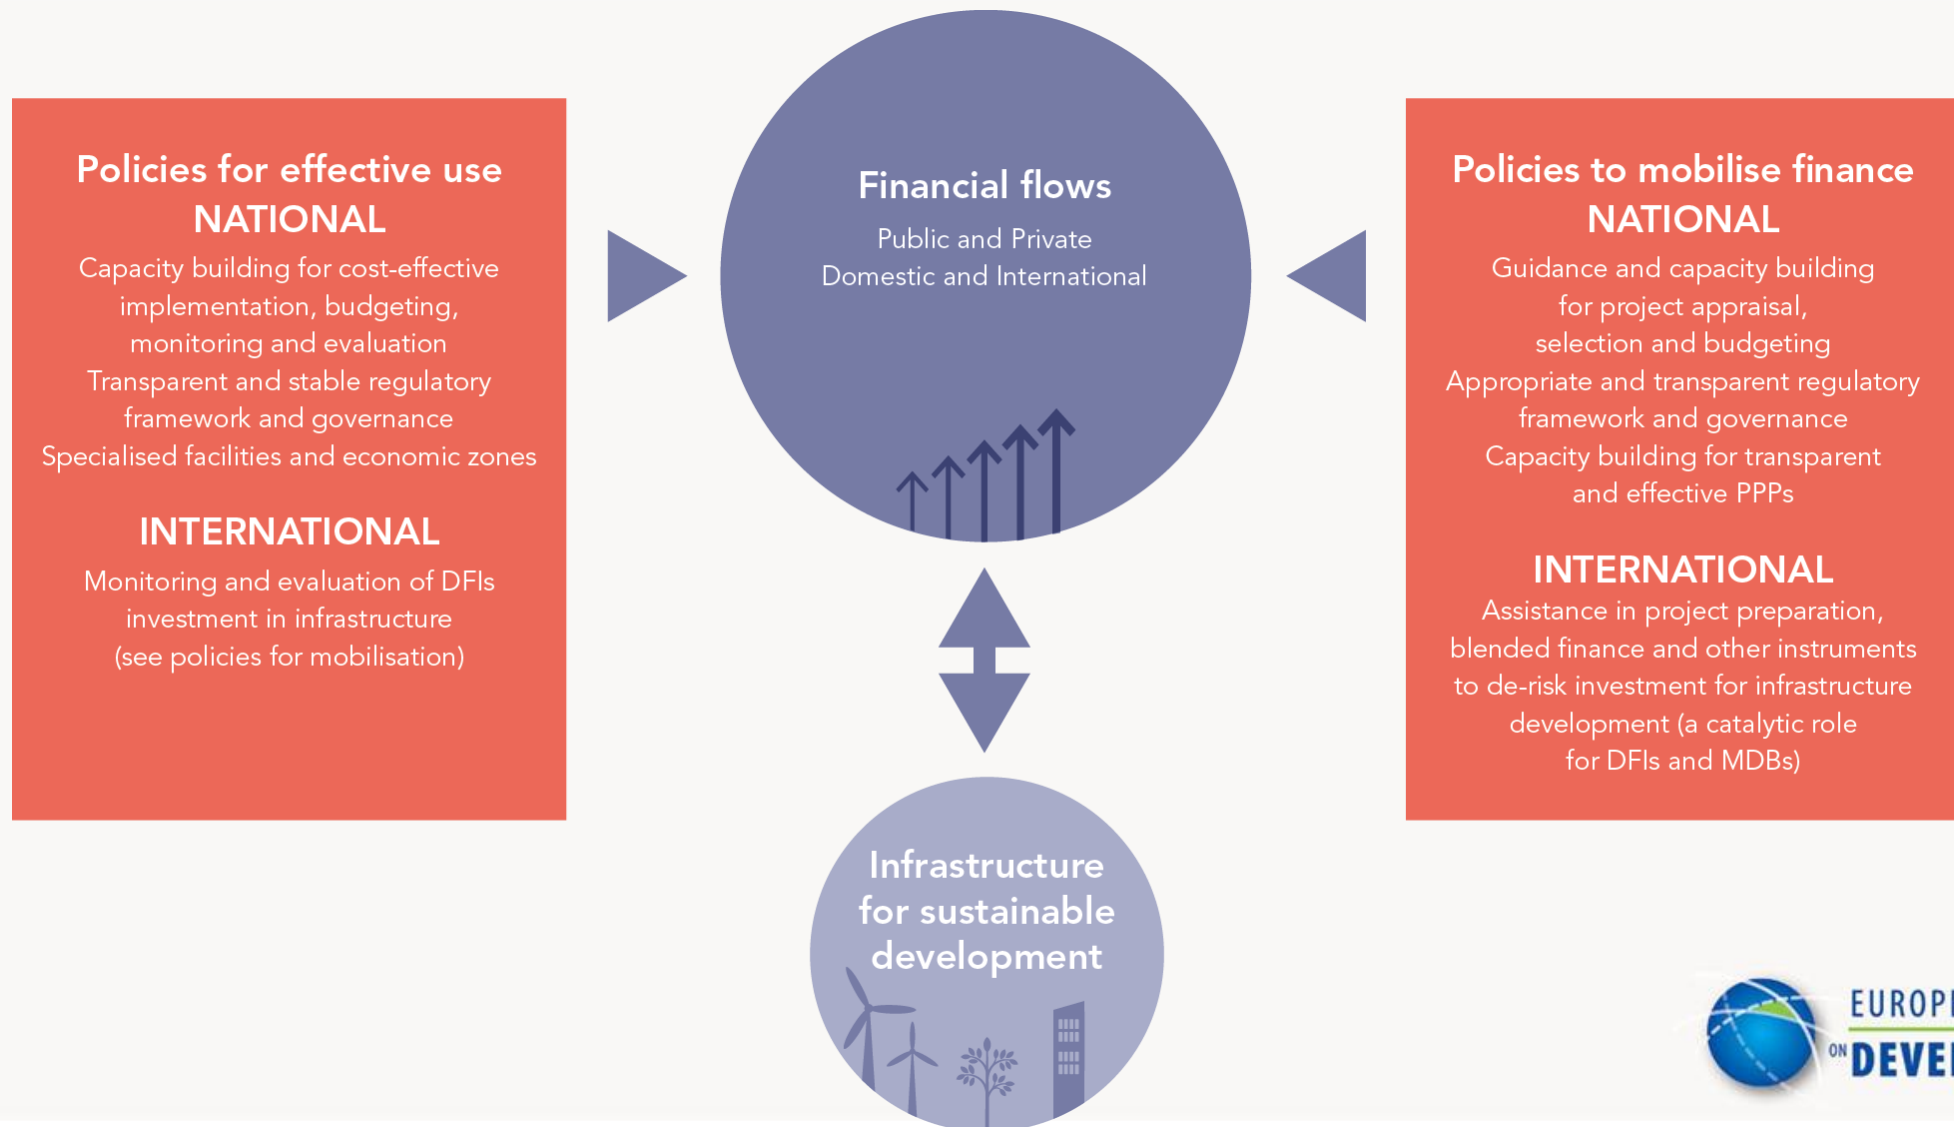 Policies for effective use
NATIONAL
Capacity building for cost-effective
implementation, budgeting,
monitoring and evaluation
Transparent and stable regulatory
framework and governance
Specialised facilities and economic zones
INTERNATIONAL
Monitoring and evaluation of DFIs
investment in infrastructure
(see policies for mobilisation)
Financial flows
Public and Private
Domestic and International
Policies to mobilise finance
NATIONAL
Guidance and capacity building
for project appraisal,
selection and budgeting
Appropriate and transparent regulatory
framework and governance
Capacity building for transparent
and effective PPPs
INTERNATIONAL
Assistance in project preparation,
blended finance and other instruments
to de-risk investment for infrastructure
development (a catalytic role
for DFIs and MDBs)
Infrastructure
for sustainable
development
ON